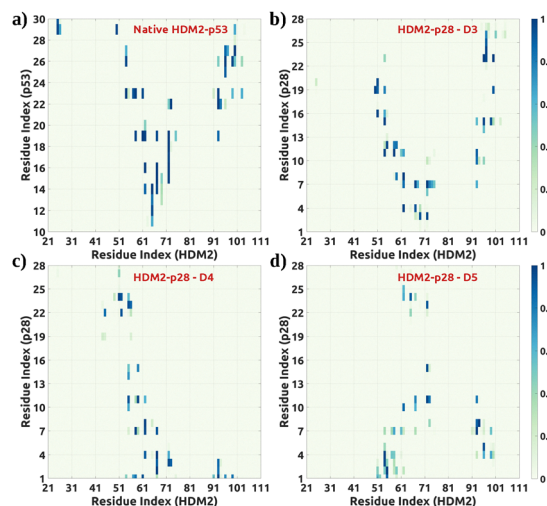 a)
Native HDM2-p53
30
28
26
24
22
20
18
16
14
12
10
21 31 41 51 61 71 81 91 101 111
Residue Index (p53)
Residue Index (HDM2)
b)
HDM2-p28 - D3
28
25
22
19
16
13
10
7
4
1
21 31 41 51 61 71 81 91 101 111
Residue Index (p28)
Residue Index (HDM2)
1
0
c)
HDM2-p28 - D4
28
25
22
19
16
13
10
7
4
1
21 31 41 51 61 71 81 91 101 111
Residue Index (p28)
Residue Index (HDM2)
d)
HDM2-p28 - D5
28
25
22
19
16
13
10
7
4
1
21 31 41 51 61 71 81 91 101 111
Residue Index (p28)
Residue Index (HDM2)
1
0